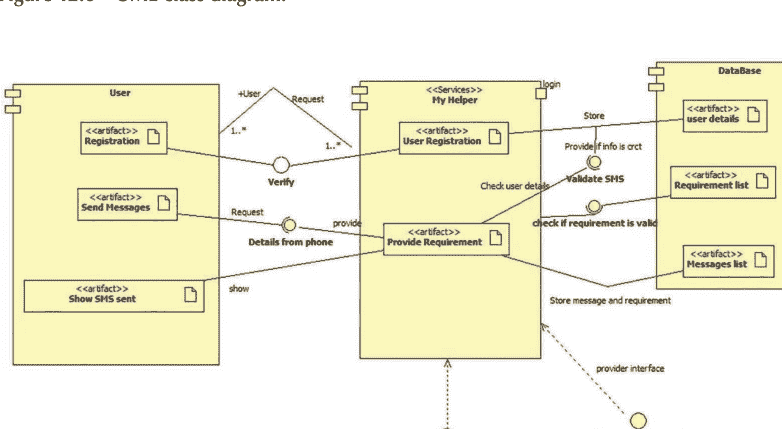 User
<<artifact>>
Registration
<<artifact>>
Send Messages
<<artifact>>
Show SMS sent
+User
Request
1..*
1..*
Verify
Request
provide
Details from phone
show
<<Services>>
My Helper
login
<<artifact>>
User Registration
<<artifact>>
Provide Requirement
Store
Provide if info is crct
Validate SMS
Check user details
check if requirement is valid
Store message and requirement
provider interface
DataBase
<<artifact>>
user details
<<artifact>>
Requirement list
<<artifact>>
Messages list